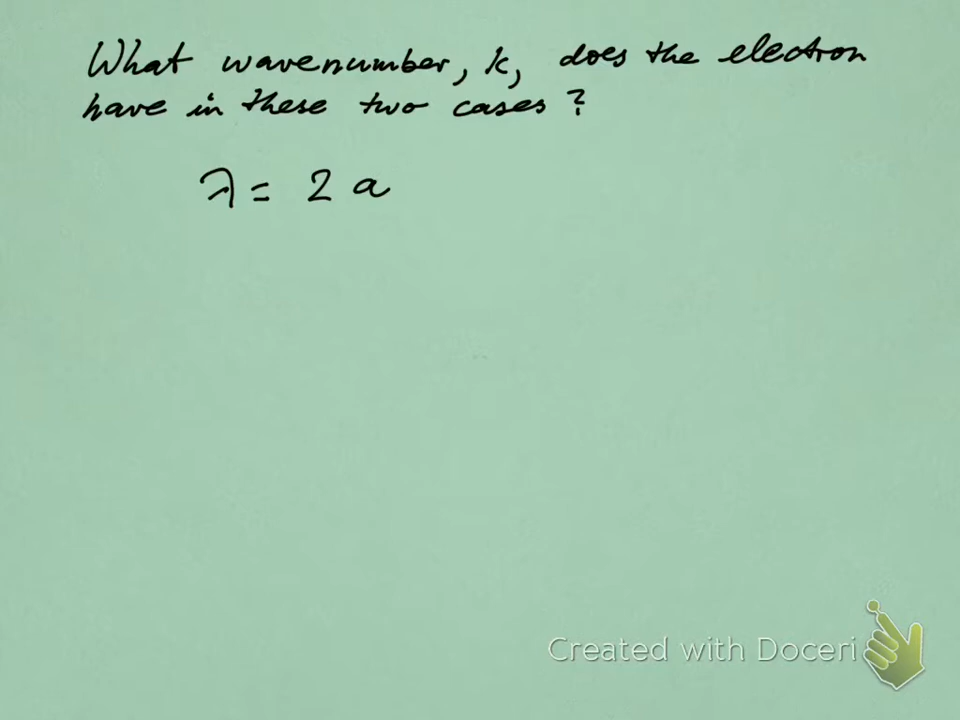 What wavenumber, k, does the electron
have in these two cases?
λ = 2 a
Created with Doceri